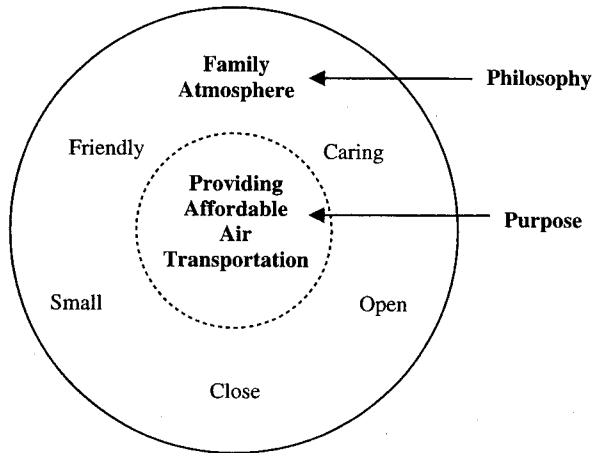 Family
Atmosphere
Philosophy
Friendly
Caring
Providing
Affordable
Air
Transportation
Purpose
Small
Open
Close